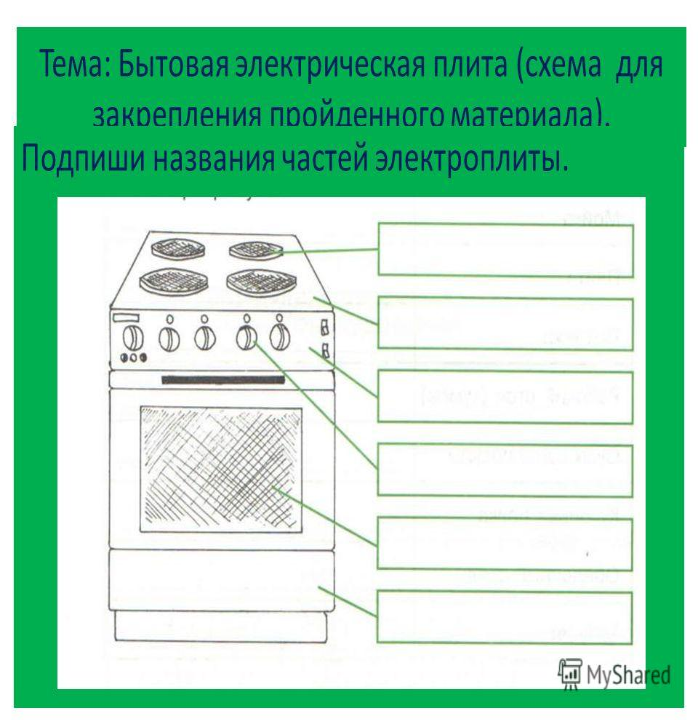 Тема: Бытовая электрическая плита (схема для
закрепления пройденного материала).
Подпиши названия частей электроплиты.
MyShared